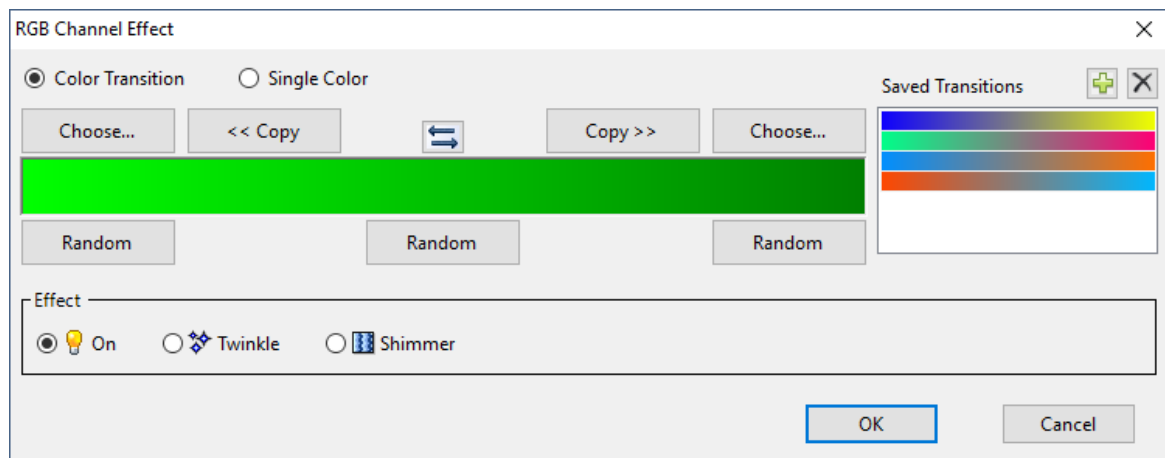 RGB Channel Effect
Color Transition Single Color
Saved Transitions
Choose... << Copy Copy >> Choose...
Random Random Random
Effect
On Twinkle Shimmer
OK Cancel